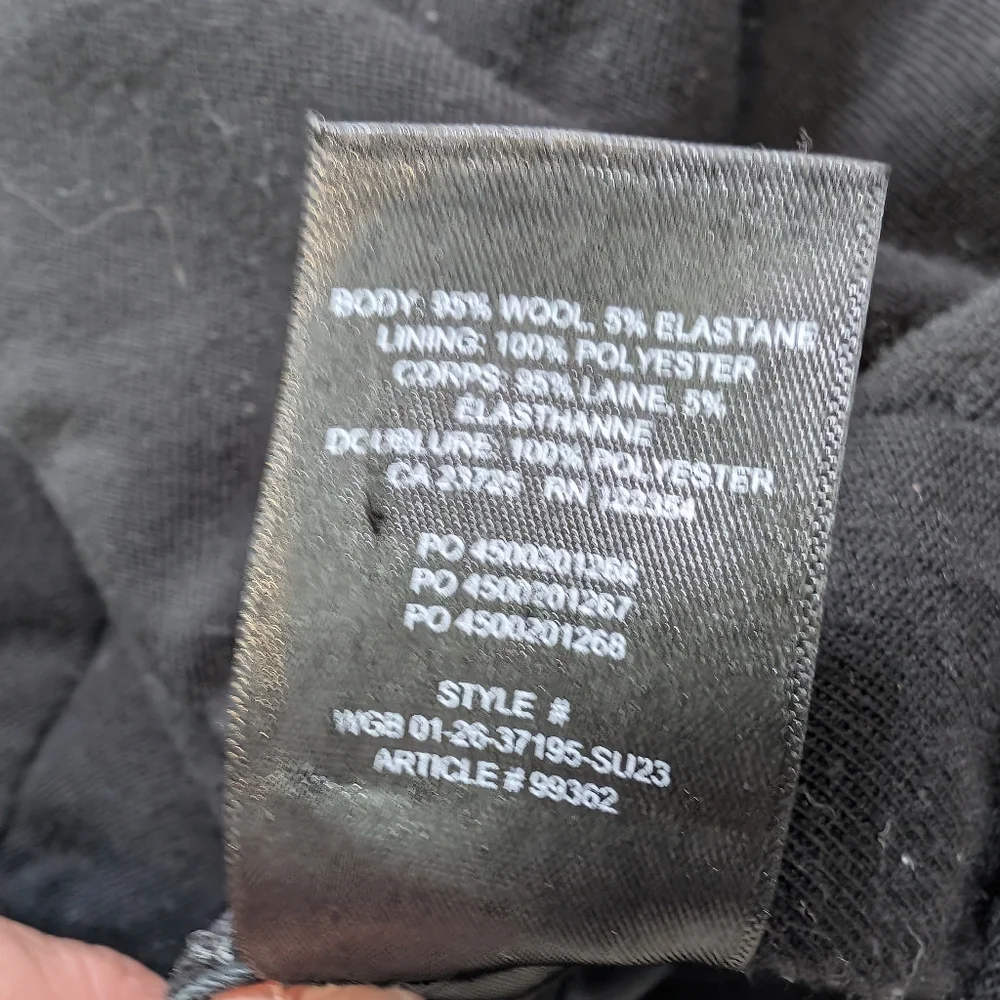 BODY: 95% WOOL, 5% ELASTANE
LINING: 100% POLYESTER
CORPS: 95% LAINE, 5%
ELASTHANNE
DOUBLURE: 100% POLYESTER
CA 23725 RN
PO 4500201266
PO 4500201267
PO 4500201268
STYLE #
WGB 01-26-37195-SU23
ARTICLE # 99362